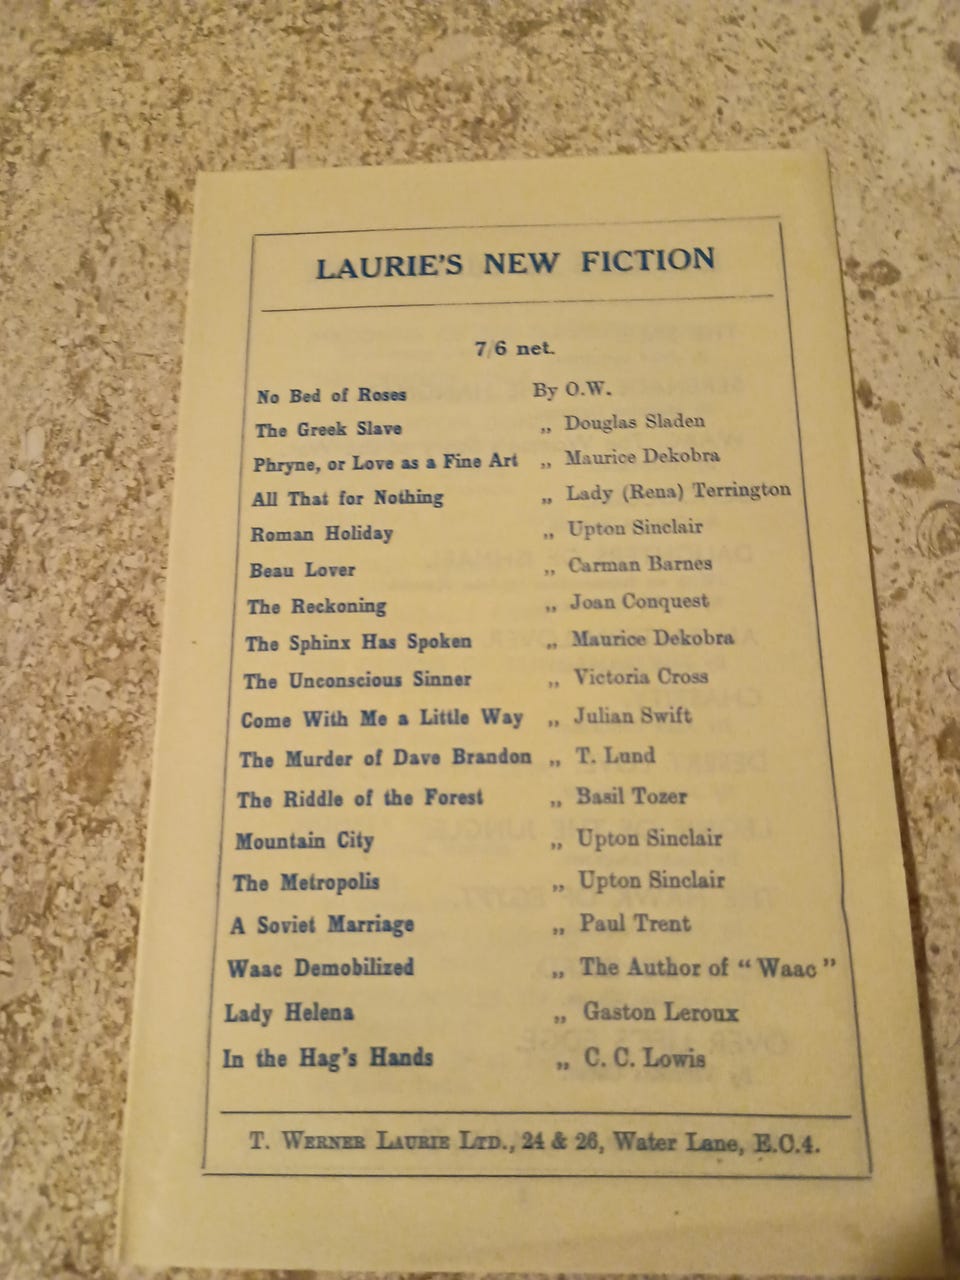 LAURIE'S NEW FICTION
7/6 net.
No Bed of Roses By O.W.
The Greek Slave „ Douglas Sladen
Phryne, or Love as a Fine Art „ Maurice Dekobra
All That for Nothing „ Lady (Rena) Terrington
Roman Holiday „ Upton Sinclair
Beau Lover „ Carman Barnes
The Reckoning „ Joan Conquest
The Sphinx Has Spoken „ Maurice Dekobra
The Unconscious Sinner „ Victoria Cross
Come With Me a Little Way „ Julian Swift
The Murder of Dave Brandon „ T. Lund
The Riddle of the Forest „ Basil Tozer
Mountain City „ Upton Sinclair
The Metropolis „ Upton Sinclair
A Soviet Marriage „ Paul Trent
Waac Demobilized „ The Author of "Waac"
Lady Helena „ Gaston Leroux
In the Hag's Hands „ C. C. Lowis
T. WERNER LAURIE LTD., 24 & 26, Water Lane, E.C.4.